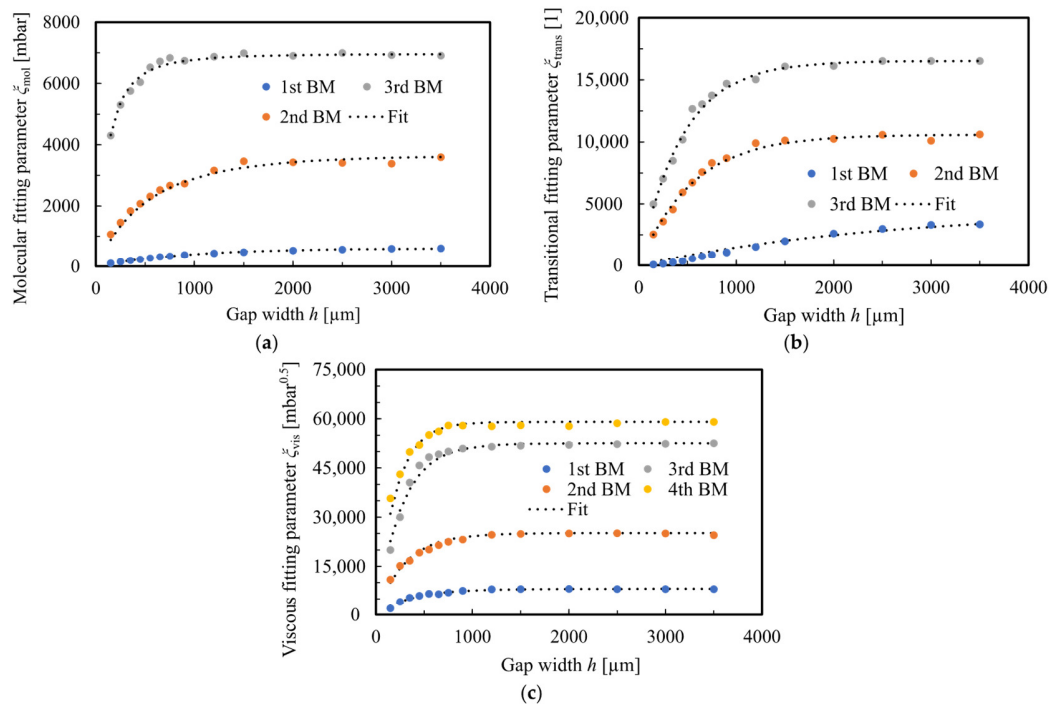 Molecular fitting parameter ξmol [mbar]
8000
6000
4000
2000
0
1st BM
3rd BM
2nd BM
Fit
0 1000 2000 3000 4000
Gap width h [µm]
(a)
Transitional fitting parameter ξtrans [1]
20,000
15,000
10,000
5000
0
1st BM
2nd BM
3rd BM
Fit
0 1000 2000 3000 4000
Gap width h [µm]
(b)
Viscous fitting parameter ξvis [mbar0.5]
75,000
60,000
45,000
30,000
15,000
0
1st BM
3rd BM
2nd BM
4th BM
Fit
0 1000 2000 3000 4000
Gap width h [µm]
(c)